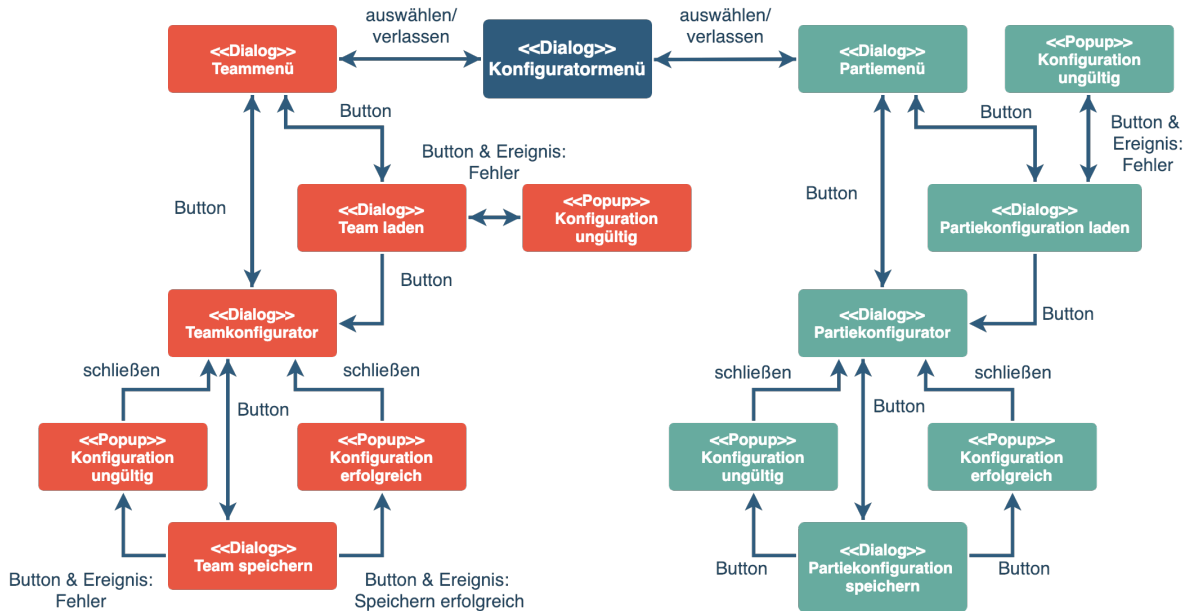 auswählen/
verlassen
auswählen/
verlassen
<<Dialog>>
Teammenü
<<Dialog>>
Konfiguratormenü
<<Dialog>>
Partiemenü
<<Popup>>
Konfiguration
ungültig
Button
Button
Button &
Ereignis:
Fehler
Button & Ereignis:
Fehler
Button
Button
<<Dialog>>
Team laden
<<Popup>>
Konfiguration
ungültig
<<Dialog>>
Partiekonfiguration laden
Button
Button
<<Dialog>>
Teamkonfigurator
<<Dialog>>
Partiekonfigurator
schließen
schließen
schließen
schließen
Button
Button
<<Popup>>
Konfiguration
ungültig
<<Popup>>
Konfiguration
erfolgreich
<<Popup>>
Konfiguration
ungültig
<<Popup>>
Konfiguration
erfolgreich
<<Dialog>>
Team speichern
<<Dialog>>
Partiekonfiguration
speichern
Button & Ereignis:
Fehler
Button & Ereignis:
Speichern erfolgreich
Button
Button